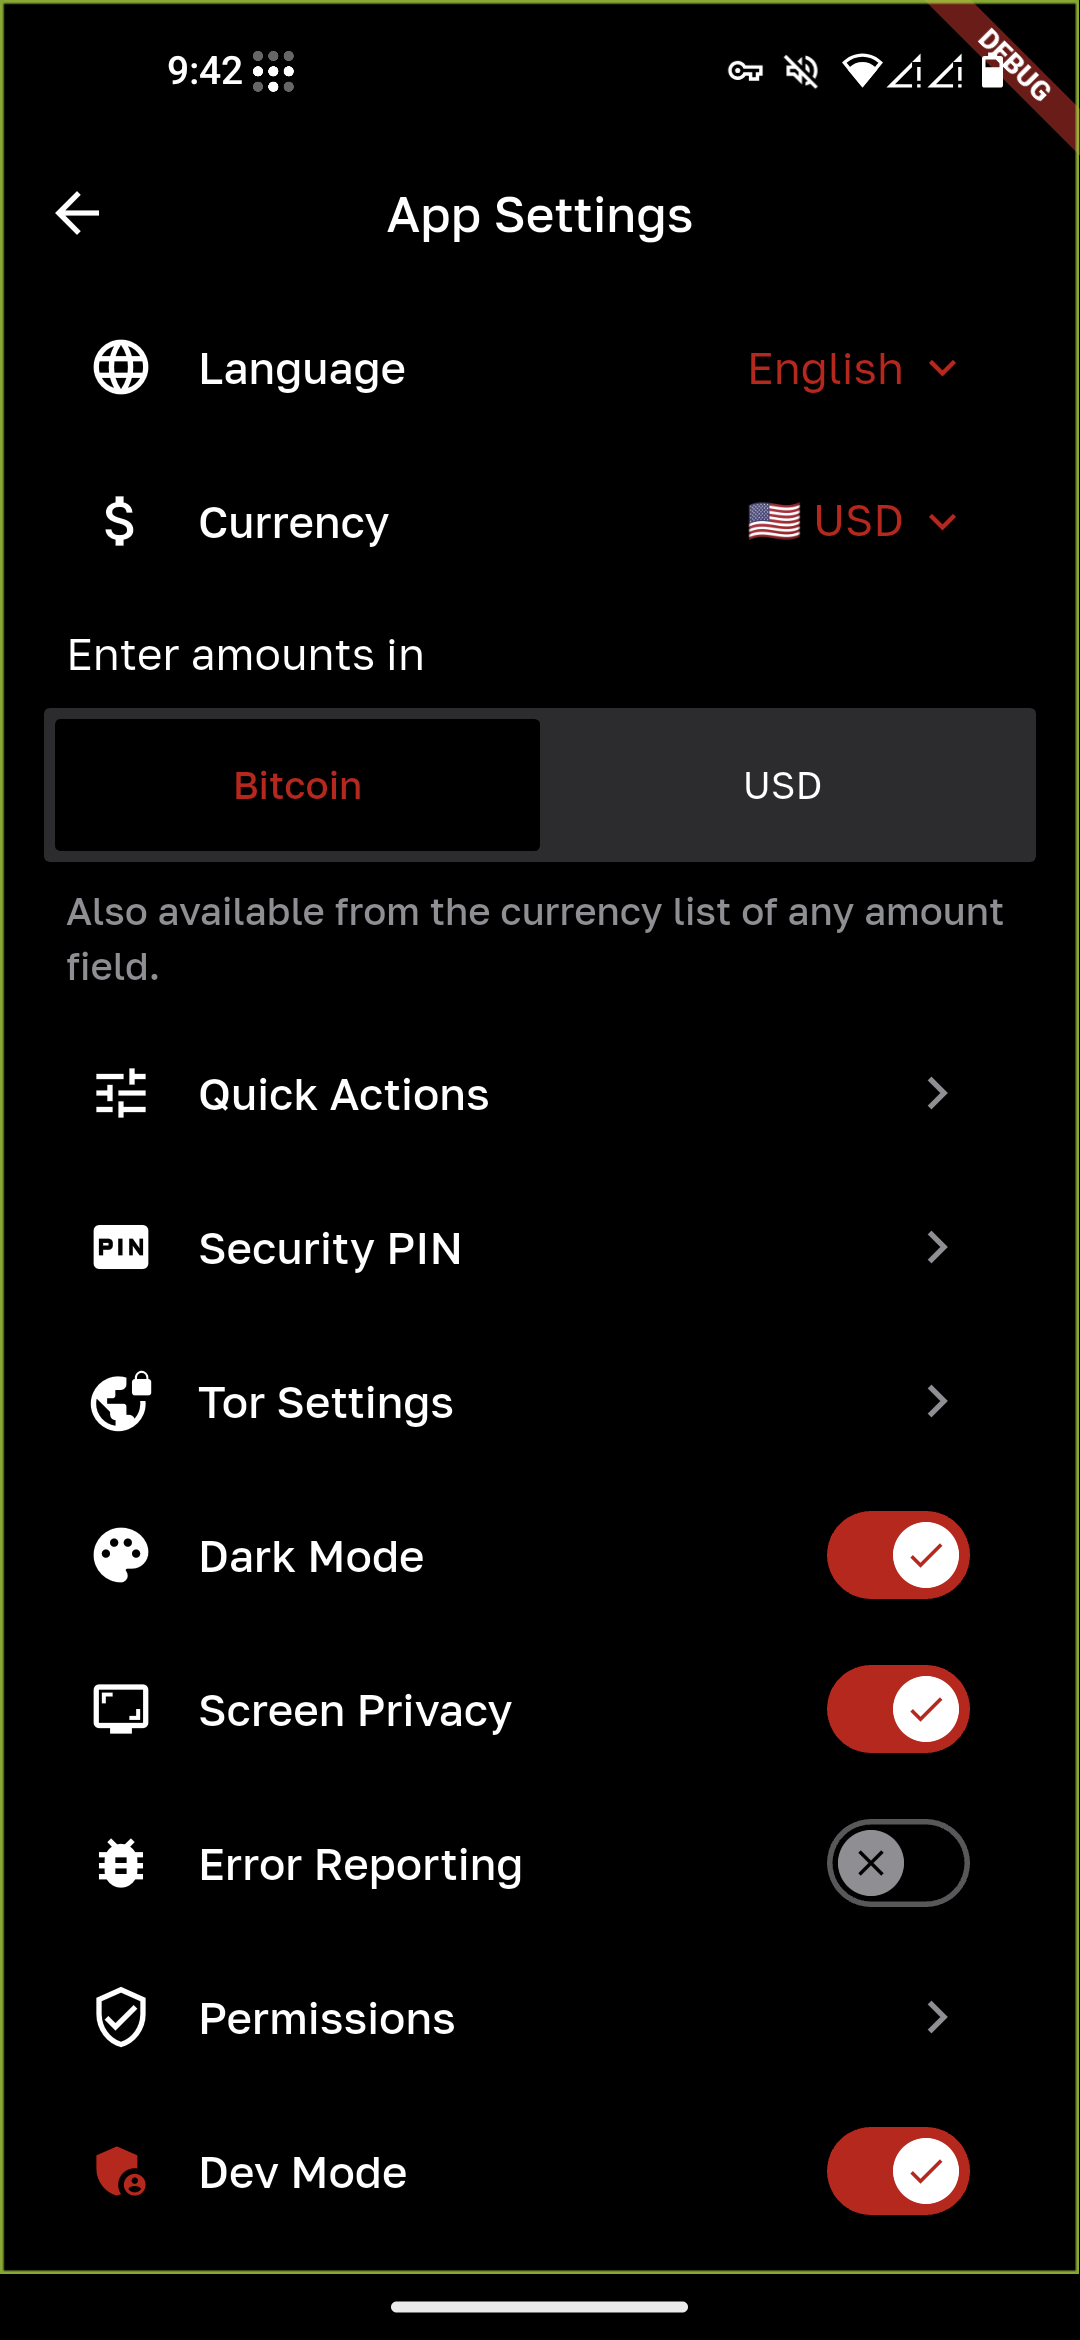 9:42
DEBUG
App Settings
Language
English
Currency
🇺🇸 USD
Enter amounts in
Bitcoin
USD
Also available from the currency list of any amount
field.
Quick Actions
PIN
Security PIN
Tor Settings
Dark Mode
Screen Privacy
Error Reporting
Permissions
Dev Mode